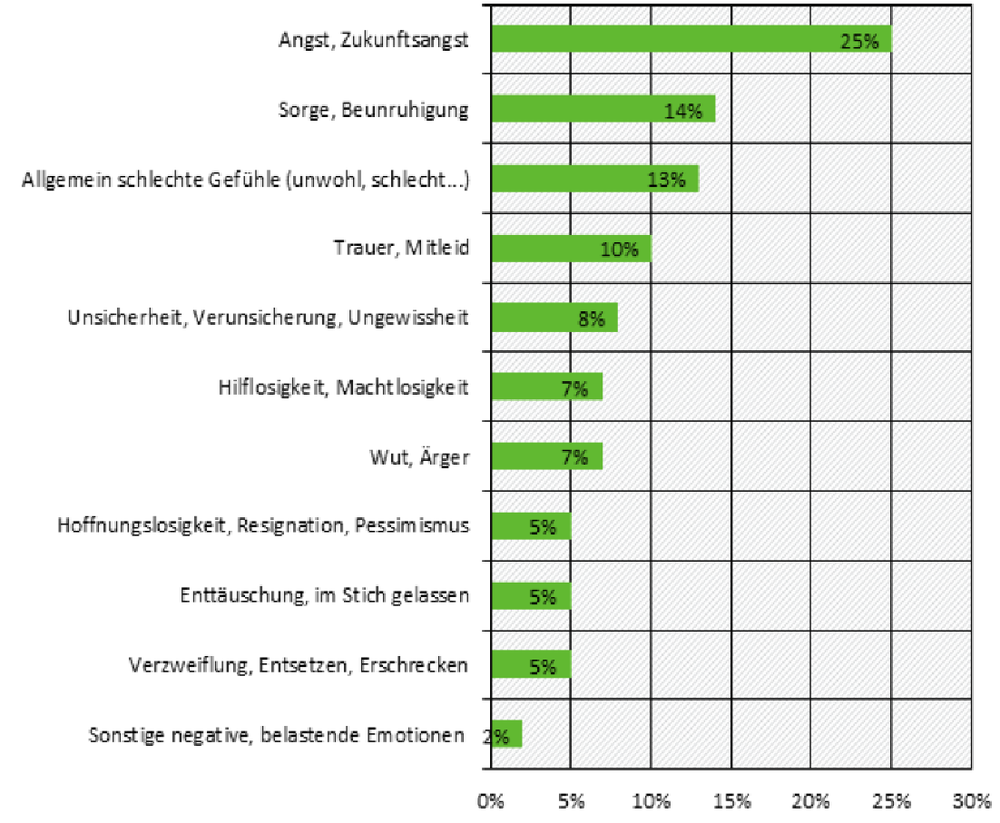 Angst, Zukunftsangst 25%
Sorge, Beunruhigung 14%
Allgemein schlechte Gefühle (unwohl, schlecht...) 13%
Trauer, Mitleid 10%
Unsicherheit, Verunsicherung, Ungewissheit 8%
Hilflosigkeit, Machtlosigkeit 7%
Wut, Ärger 7%
Hoffnungslosigkeit, Resignation, Pessimismus 5%
Enttäuschung, im Stich gelassen 5%
Verzweiflung, Entsetzen, Erschrecken 5%
Sonstige negative, belastende Emotionen 2%
0% 5% 10% 15% 20% 25% 30%